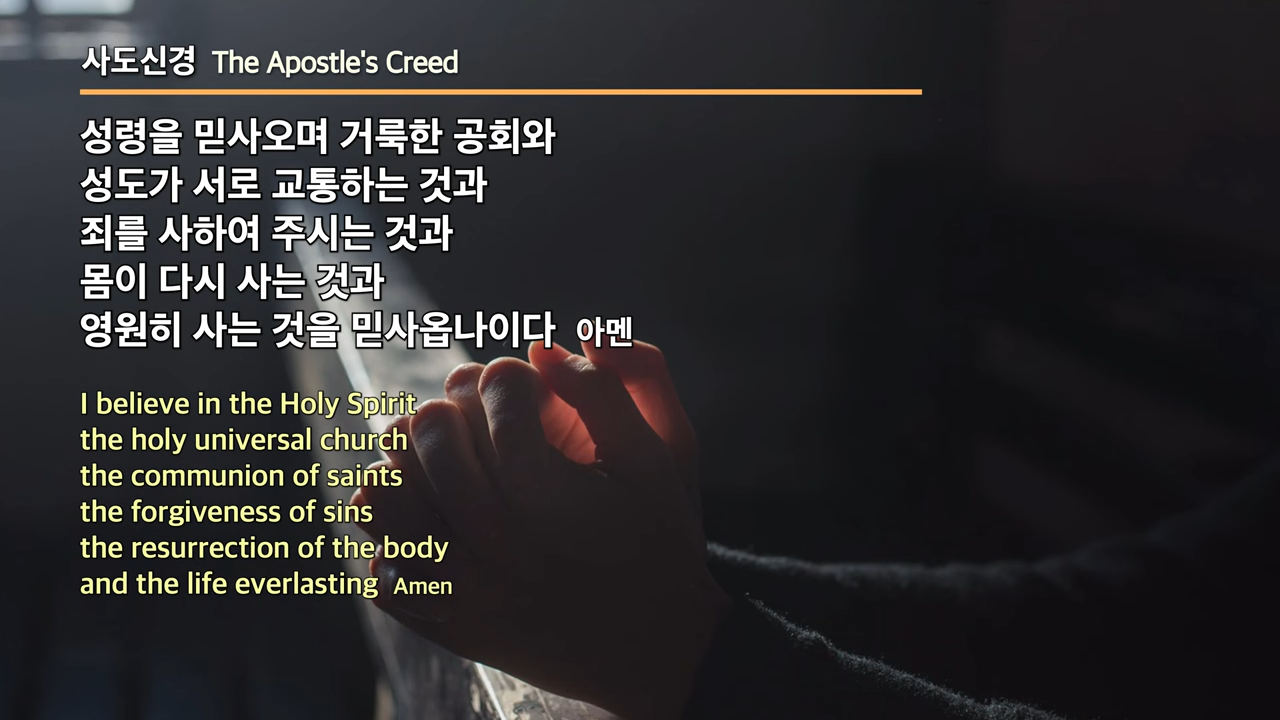 사도신경 The Apostle's Creed
성령을 믿사오며 거룩한 공회와
성도가 서로 교통하는 것과
죄를 사하여 주시는 것과
몸이 다시 사는 것과
영원히 사는 것을 믿사옵나이다 아멘
I believe in the Holy Spirit
the holy universal church
the communion of saints
the forgiveness of sins
the resurrection of the body
and the life everlasting Amen